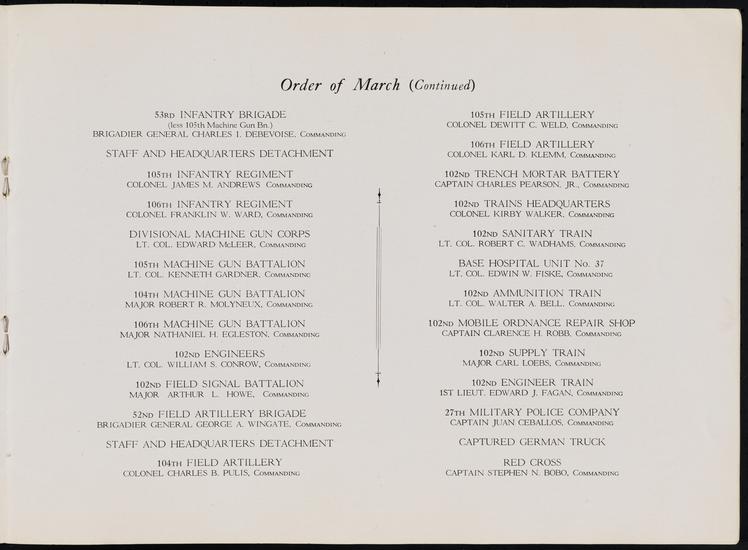 Order of March (Continued)
53RD INFANTRY BRIGADE
(less 105th Machine Gun Bn.)
BRIGADIER GENERAL CHARLES I. DEBEVOISE, COMMANDING
STAFF AND HEADQUARTERS DETACHMENT
105TH INFANTRY REGIMENT
COLONEL JAMES M. ANDREWS COMMANDING
106TH INFANTRY REGIMENT
COLONEL FRANKLIN W. WARD, COMMANDING
DIVISIONAL MACHINE GUN CORPS
LT. COL. EDWARD McLEER, COMMANDING
105TH MACHINE GUN BATTALION
LT. COL. KENNETH GARDNER, COMMANDING
104TH MACHINE GUN BATTALION
MAJOR ROBERT R. MOLYNEUX, COMMANDING
106TH MACHINE GUN BATTALION
MAJOR NATHANIEL H. EGLESTON, COMMANDING
102ND ENGINEERS
LT. COL. WILLIAM S. CONROW, COMMANDING
102ND FIELD SIGNAL BATTALION
MAJOR ARTHUR L. HOWE, COMMANDING
52ND FIELD ARTILLERY BRIGADE
BRIGADIER GENERAL GEORGE A. WINGATE, COMMANDING
STAFF AND HEADQUARTERS DETACHMENT
104TH FIELD ARTILLERY
COLONEL CHARLES B. PULIS, COMMANDING
105TH FIELD ARTILLERY
COLONEL DEWITT C. WELD, COMMANDING
106TH FIELD ARTILLERY
COLONEL KARL D. KLEMM, COMMANDING
102ND TRENCH MORTAR BATTERY
CAPTAIN CHARLES PEARSON, JR., COMMANDING
102ND TRAINS HEADQUARTERS
COLONEL KIRBY WALKER, COMMANDING
102ND SANITARY TRAIN
LT. COL. ROBERT C. WADHAMS, COMMANDING
BASE HOSPITAL UNIT No. 37
LT. COL. EDWIN W. FISKE, COMMANDING
102ND AMMUNITION TRAIN
LT. COL. WALTER A. BELL, COMMANDING
102ND MOBILE ORDNANCE REPAIR SHOP
CAPTAIN CLARENCE H. ROBB, COMMANDING
102ND SUPPLY TRAIN
MAJOR CARL LOEBS, COMMANDING
102ND ENGINEER TRAIN
1ST LIEUT. EDWARD J. FAGAN, COMMANDING
27TH MILITARY POLICE COMPANY
CAPTAIN JUAN CEBALLOS, COMMANDING
CAPTURED GERMAN TRUCK
RED CROSS
CAPTAIN STEPHEN N. BOBO, COMMANDING